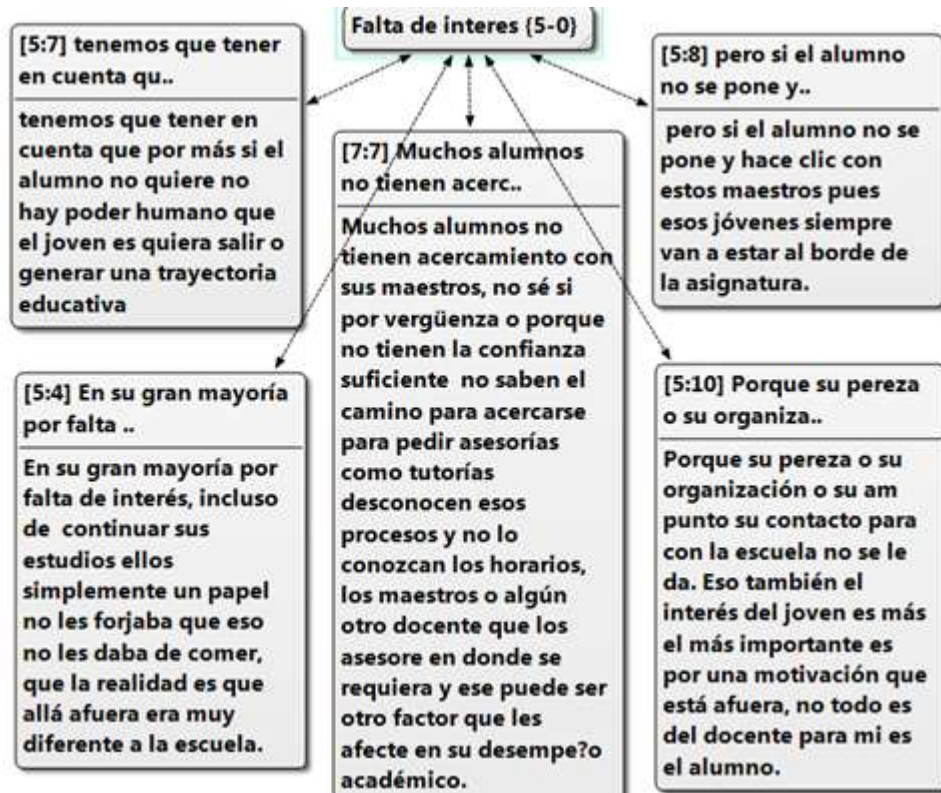 Falta de interes {5-0}
[5:7] tenemos que tener
en cuenta qu..
tenemos que tener en
cuenta que por más si el
alumno no quiere no
hay poder humano que
el joven es quiera salir o
generar una trayectoria
educativa
[7:7] Muchos alumnos
no tienen acerc..
Muchos alumnos no
tienen acercamiento con
sus maestros, no sé si
por vergüenza o porque
no tienen la confianza
suficiente no saben el
camino para acercarse
para pedir asesorías
como tutorías
desconocen esos
procesos y no lo
conozcan los horarios,
los maestros o algún
otro docente que los
asesore en donde se
requiera y ese puede ser
otro factor que les
afecte en su desempe?o
académico.
[5:8] pero si el alumno
no se pone y..
pero si el alumno no se
pone y hace clic con
estos maestros pues
esos jóvenes siempre
van a estar al borde de
la asignatura.
[5:4] En su gran mayoría
por falta ..
En su gran mayoría por
falta de interés, incluso
de continuar sus
estudios ellos
simplemente un papel
no les forjaba que eso
no les daba de comer,
que la realidad es que
allá afuera era muy
diferente a la escuela.
[5:10] Porque su pereza
o su organiza..
Porque su pereza o su
organización o su am
punto su contacto para
con la escuela no se le
da. Eso también el
interés del joven es más
el más importante es
por una motivación que
está afuera, no todo es
del docente para mi es
el alumno.